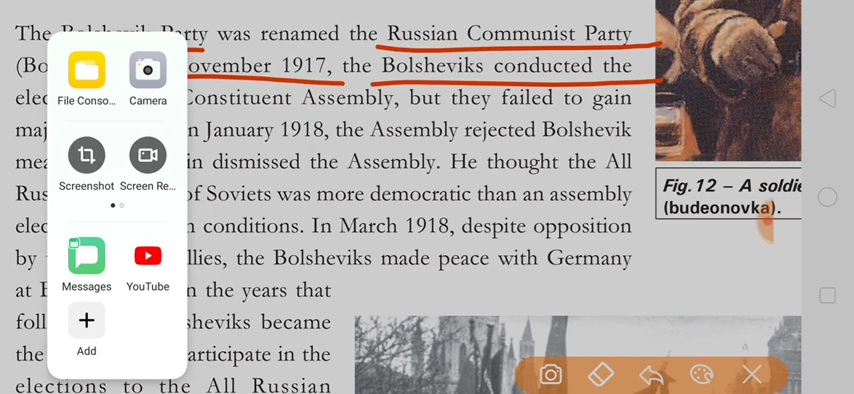 The Bolshevik Party was renamed the Russian Communist Party
(Bo ovember 1917, the Bolsheviks conducted the
elec Constituent Assembly, but they failed to gain
maj n January 1918, the Assembly rejected Bolshevik
mea in dismissed the Assembly. He thought the All
Rus of Soviets was more democratic than an assembly
elec n conditions. In March 1918, despite opposition
by llies, the Bolsheviks made peace with Germany
at B n the years that
foll sheviks became
the articipate in the
elections to the All Russian
File Conso...
Camera
Screenshot
Screen Re...
Messages
YouTube
Add
Fig.12 – A soldie
(budeonovka).